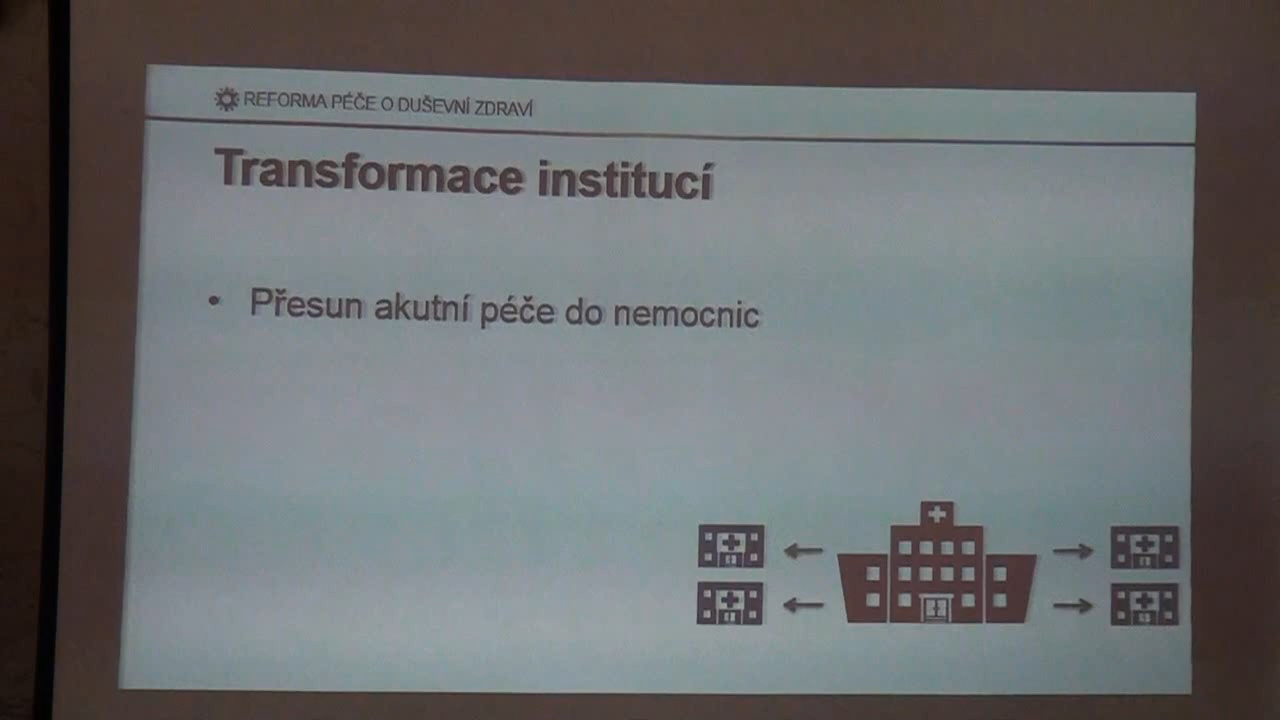 REFORMA PÉČE O DUŠEVNÍ ZDRAVÍ
Transformace institucí
• Přesun akutní péče do nemocnic